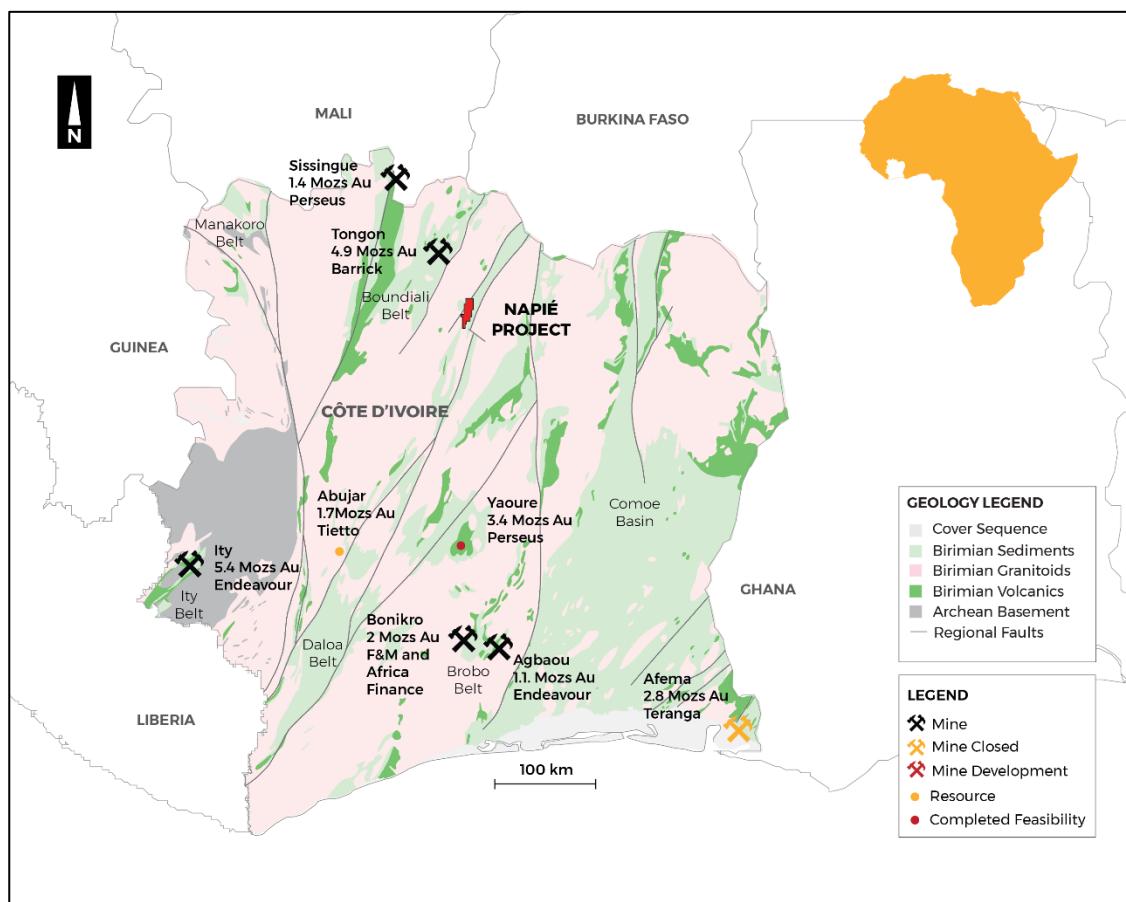 N
MALI
BURKINA FASO
Sissingue
1.4 Mozs Au
Perseus
Manakoro
Belt
Tongon
4.9 Mozs Au
Barrick
Boundiali
Belt
NAPIÉ
PROJECT
GUINEA
CÔTE D'IVOIRE
Abujar
1.7Mozs Au
Tietto
Yaoure
3.4 Mozs Au
Perseus
Comoe
Basin
Ity
5.4 Mozs Au
Endeavour
Ity
Belt
GHANA
Bonikro
2 Mozs Au
F&M and
Africa
Finance
Daloa
Belt
Brobo
Belt
Agbaou
1.1. Mozs Au
Endeavour
Afema
2.8 Mozs Au
Teranga
LIBERIA
100 km
GEOLOGY LEGEND
Cover Sequence
Birimian Sediments
Birimian Granitoids
Birimian Volcanics
Archean Basement
Regional Faults
LEGEND
Mine
Mine Closed
Mine Development
Resource
Completed Feasibility